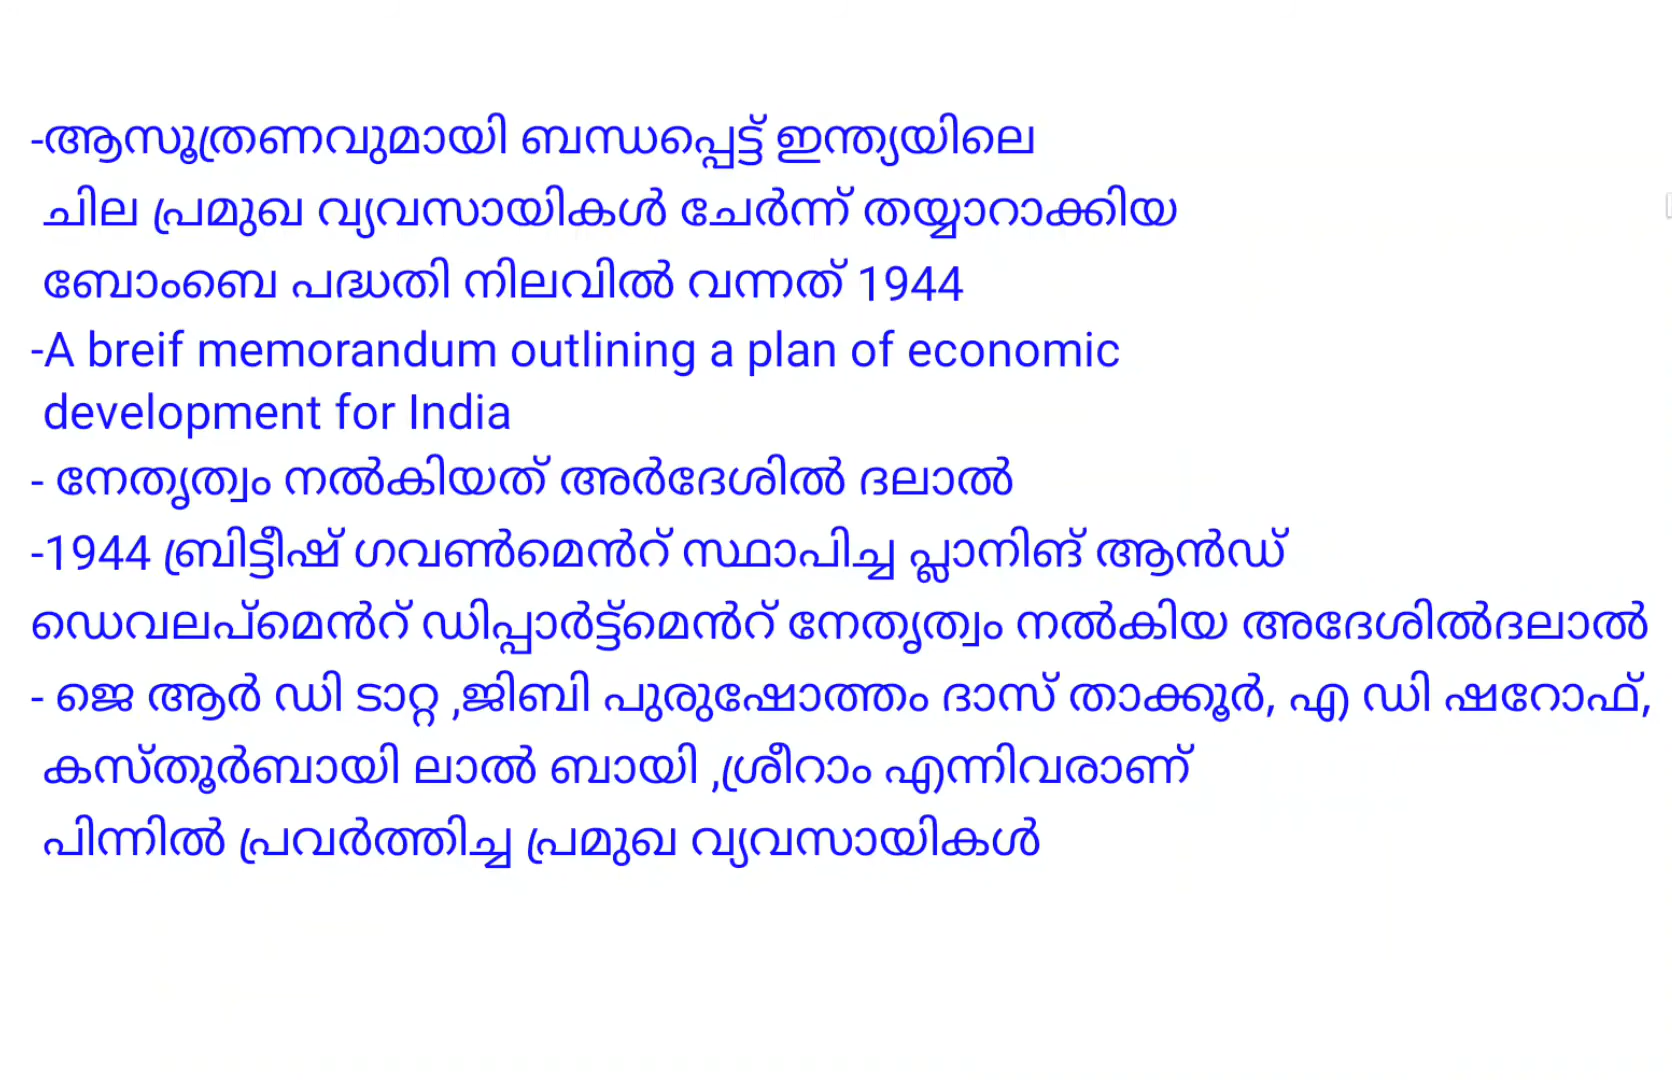 -ആസൂത്രണവുമായി ബന്ധപ്പെട്ട് ഇന്ത്യയിലെ
ചില പ്രമുഖ വ്യവസായികൾ ചേർന്ന് തയ്യാറാക്കിയ
ബോംബെ പദ്ധതി നിലവിൽ വന്നത് 1944
-A breif memorandum outlining a plan of economic
development for India
- നേതൃത്വം നൽകിയത് അർദേശിൽ ദലാൽ
-1944 ബ്രിട്ടീഷ് ഗവൺമെൻറ് സ്ഥാപിച്ച പ്ലാനിങ് ആൻഡ്
ഡെവലപ്മെൻറ് ഡിപ്പാർട്ട്മെൻറ് നേതൃത്വം നൽകിയ അദേശിൽദലാൽ
- ജെ ആർ ഡി ടാറ്റ ,ജിബി പുരുഷോത്തം ദാസ് താക്കൂർ, എ ഡി ഷറോഫ്,
കസ്തൂർബായി ലാൽ ബായി ,ശ്രീറാം എന്നിവരാണ്
പിന്നിൽ പ്രവർത്തിച്ച പ്രമുഖ വ്യവസായികൾ